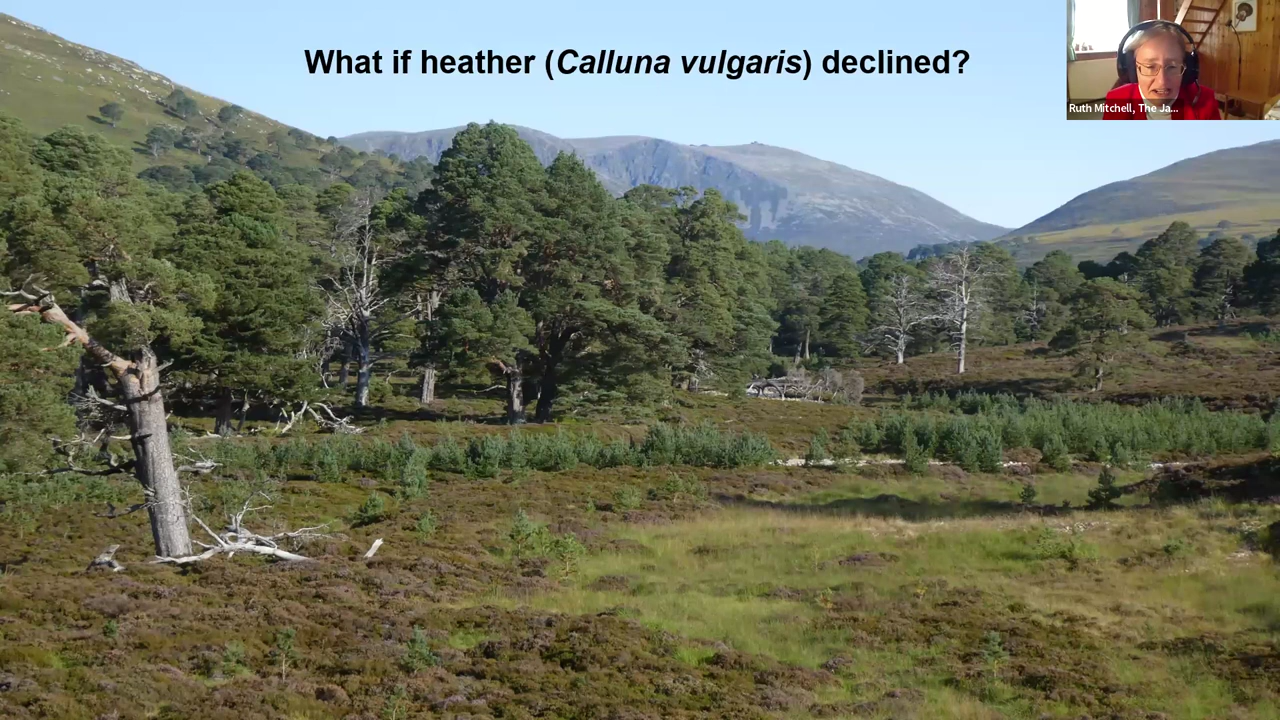 What if heather (Calluna vulgaris) declined?
Ruth Mitchell, The Ja...